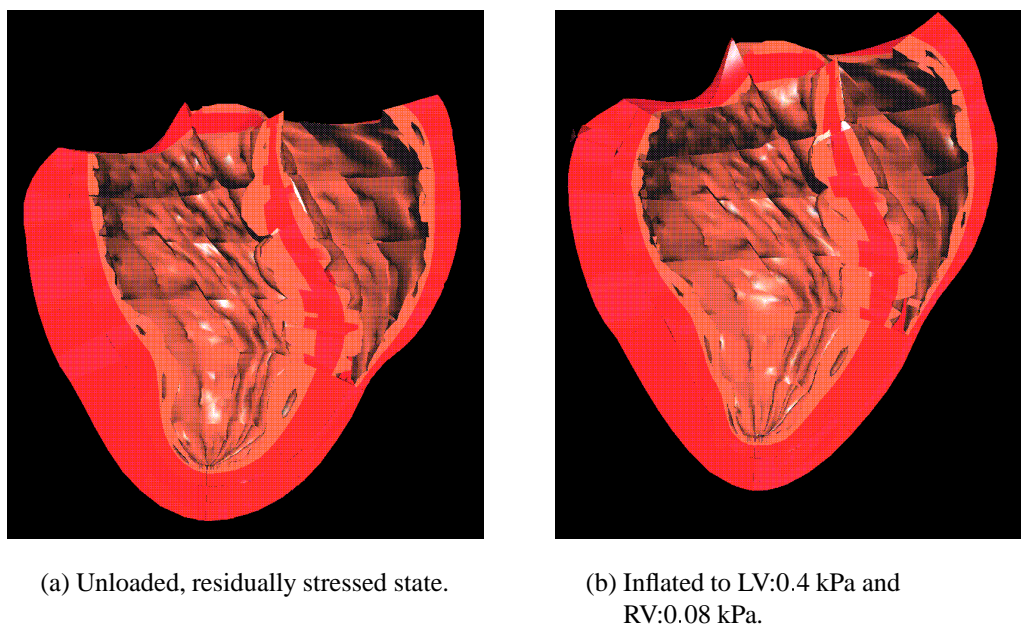 (a) Unloaded, residually stressed state.
(b) Inflated to LV:0.4 kPa and
RV:0.08 kPa.